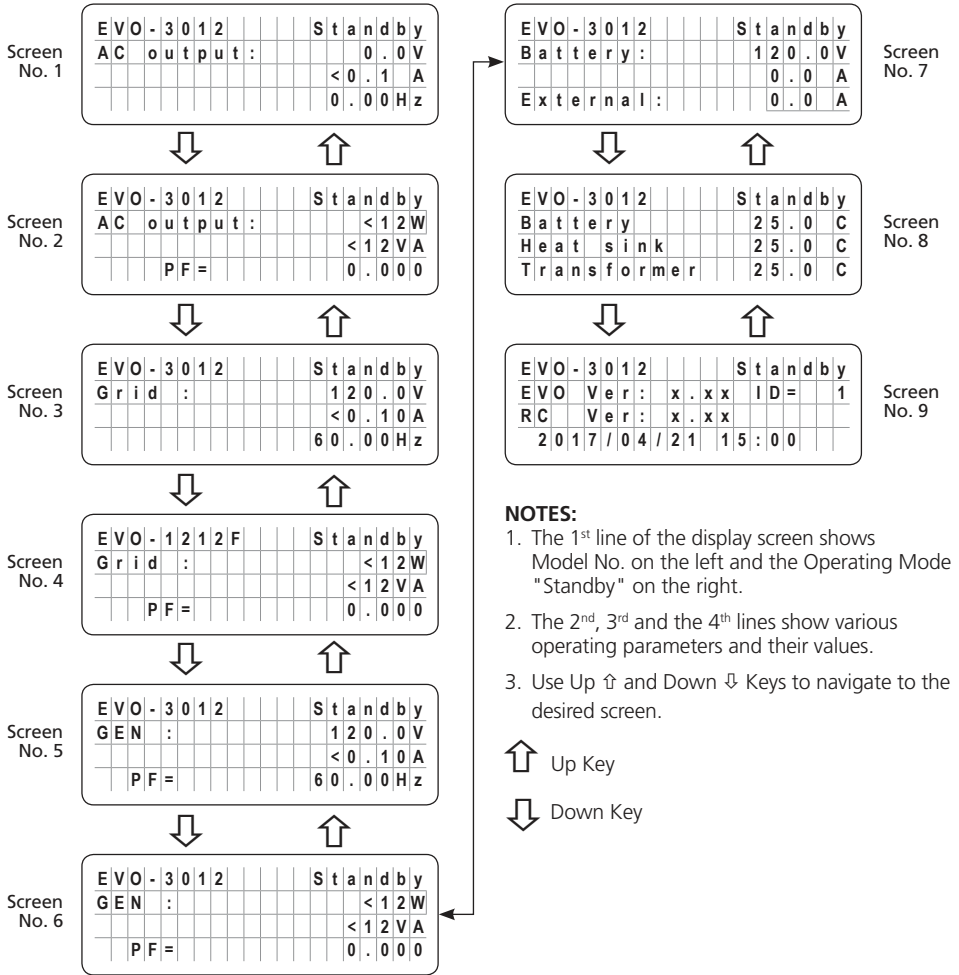 Screen No. 1
EVO-3012 Standby
AC output: 0.0V
<0.1 A
0.00Hz
Screen No. 2
EVO-3012 Standby
AC output: <12W
<12VA
PF= 0.000
Screen No. 3
EVO-3012 Standby
Grid : 120.0V
<0.10A
60.00Hz
Screen No. 4
EVO-1212F Standby
Grid : <12W
<12VA
PF= 0.000
Screen No. 5
EVO-3012 Standby
GEN : 120.0V
<0.10A
PF= 60.00Hz
Screen No. 6
EVO-3012 Standby
GEN : <12W
<12VA
PF= 0.000
Screen No. 7
EVO-3012 Standby
Battery: 120.0V
0.0 A
External: 0.0 A
Screen No. 8
EVO-3012 Standby
Battery 25.0 C
Heat sink 25.0 C
Transformer 25.0 C
Screen No. 9
EVO-3012 Standby
EVO Ver: x.xx ID= 1
RC Ver: x.xx
2017/04/21 15:00
NOTES:
1. The 1st line of the display screen shows
Model No. on the left and the Operating Mode
"Standby" on the right.
2. The 2nd, 3rd and the 4th lines show various
operating parameters and their values.
3. Use Up ⇧ and Down ⇩ Keys to navigate to the
desired screen.
⇧ Up Key
⇩ Down Key